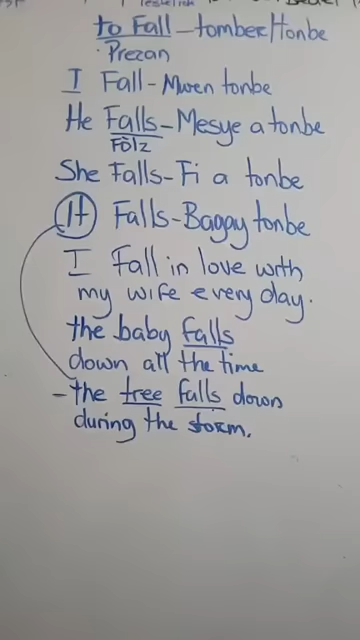 to Fall - tomber/tonbe
Prezan
I Fall - Mwen tonbe
He Falls - Mesye a tonbe
Fòlz
She Falls - Fi a tonbe
It Falls - Bagay tonbe
I Fall in love with
my wife every day.
the baby falls
down all the time
- the tree falls down
during the storm.